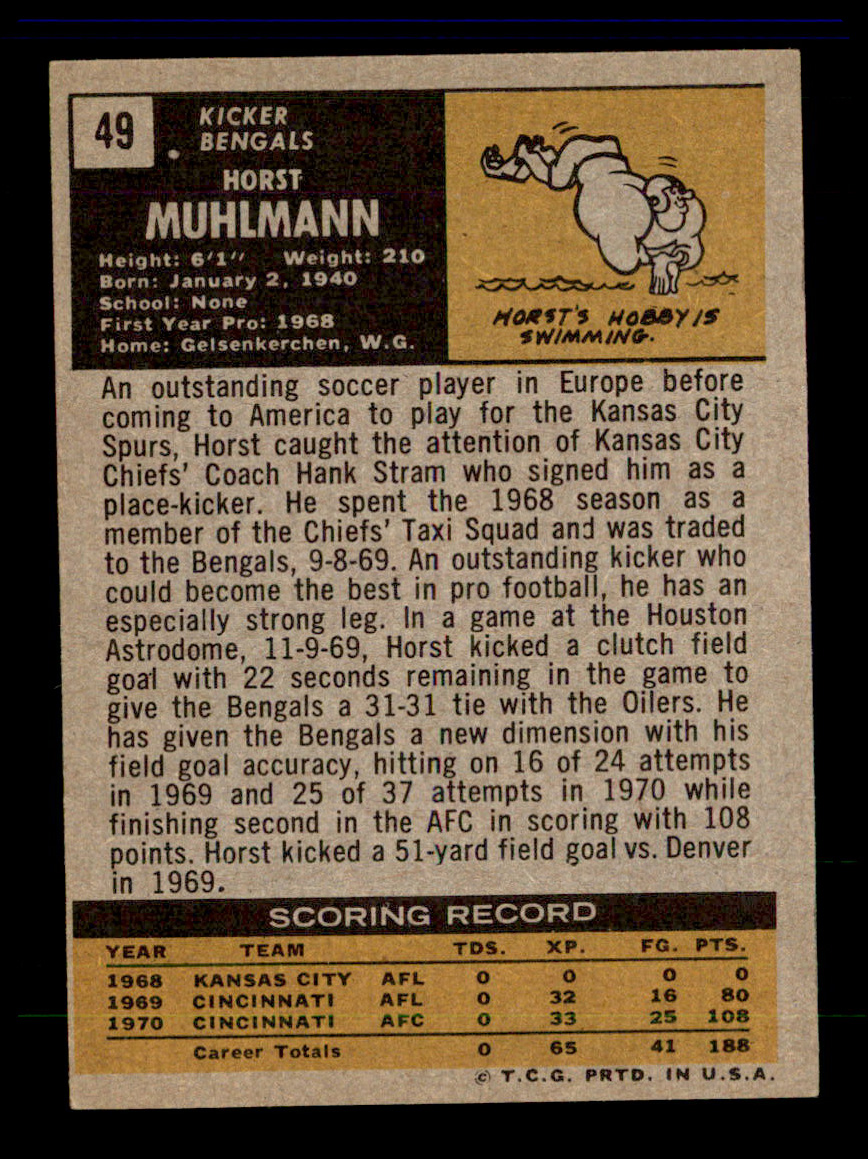 49
KICKER
BENGALS
HORST
MUHLMANN
Height: 6'1" Weight: 210
Born: January 2, 1940
School: None
First Year Pro: 1968
Home: Gelsenkerchen, W.G.
HORST'S HOBBY IS
SWIMMING.
An outstanding soccer player in Europe before
coming to America to play for the Kansas City
Spurs, Horst caught the attention of Kansas City
Chiefs' Coach Hank Stram who signed him as a
place-kicker. He spent the 1968 season as a
member of the Chiefs' Taxi Squad and was traded
to the Bengals, 9-8-69. An outstanding kicker who
could become the best in pro football, he has an
especially strong leg. In a game at the Houston
Astrodome, 11-9-69, Horst kicked a clutch field
goal with 22 seconds remaining in the game to
give the Bengals a 31-31 tie with the Oilers. He
has given the Bengals a new dimension with his
field goal accuracy, hitting on 16 of 24 attempts
in 1969 and 25 of 37 attempts in 1970 while
finishing second in the AFC in scoring with 108
points. Horst kicked a 51-yard field goal vs. Denver
in 1969.
SCORING RECORD
YEAR TEAM TDS. XP. FG. PTS.
1968 KANSAS CITY AFL 0 0 0 0
1969 CINCINNATI AFL 0 32 16 80
1970 CINCINNATI AFC 0 33 25 108
Career Totals 0 65 41 188
© T.C.G. PRTD. IN U.S.A.